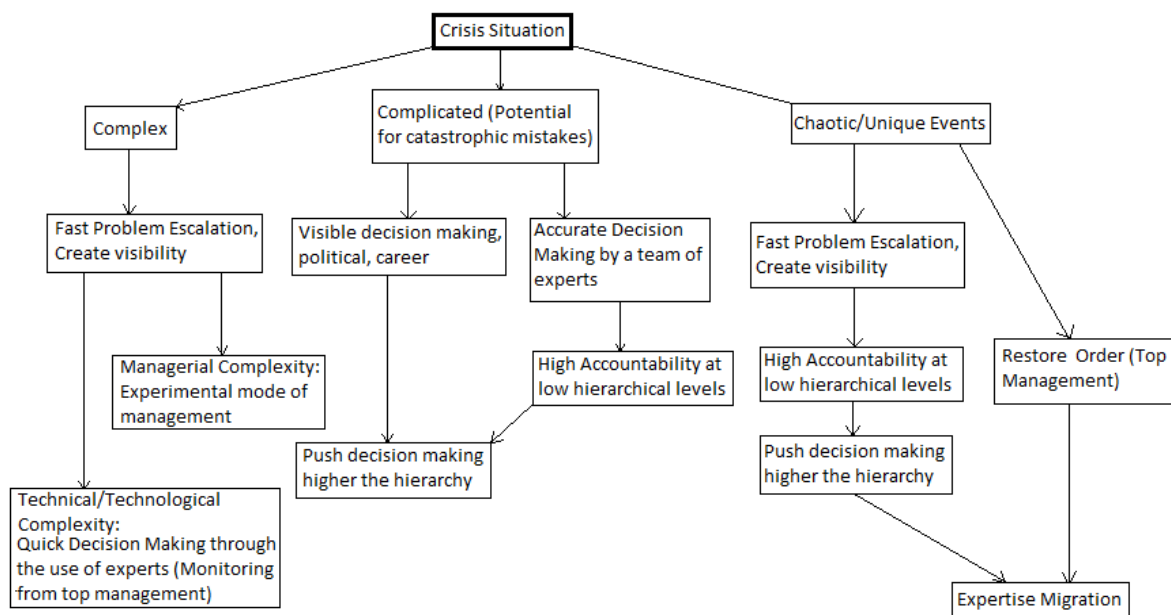 Crisis Situation
Complex
Complicated (Potential
for catastrophic mistakes)
Chaotic/Unique Events
Fast Problem Escalation,
Create visibility
Visible decision making,
political, career
Accurate Decision
Making by a team of
experts
Fast Problem Escalation,
Create visibility
Managerial Complexity:
Experimental mode of
management
High Accountability at
low hierarchical levels
High Accountability at
low hierarchical levels
Restore Order (Top
Management)
Push decision making
higher the hierarchy
Push decision making
higher the hierarchy
Technical/Technological
Complexity:
Quick Decision Making through
the use of experts (Monitoring
from top management)
Expertise Migration